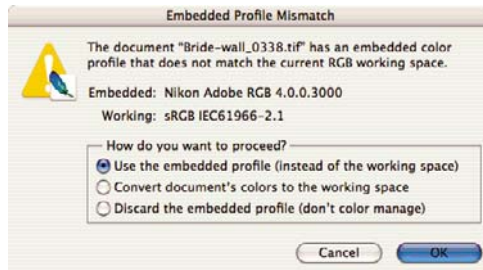 Embedded Profile Mismatch
The document "Bride-wall_0338.tif" has an embedded color
profile that does not match the current RGB working space.
Embedded: Nikon Adobe RGB 4.0.0.3000
Working: sRGB IEC61966-2.1
How do you want to proceed?
Use the embedded profile (instead of the working space)
Convert document's colors to the working space
Discard the embedded profile (don't color manage)
Cancel OK